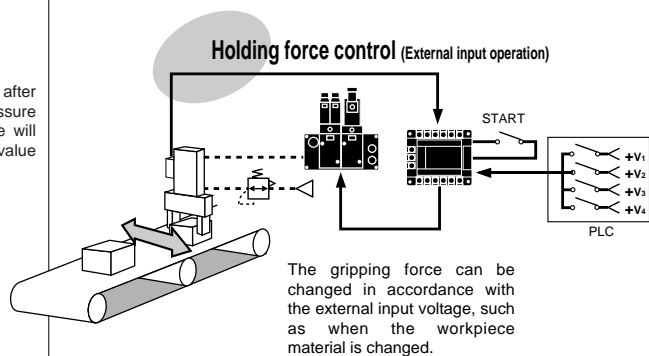 after
ssure
e will
value
Holding force control (External input operation)
START
+V1
+V2
+V3
+V4
PLC
The gripping force can be
changed in accordance with
the external input voltage, such
as when the workpiece
material is changed.